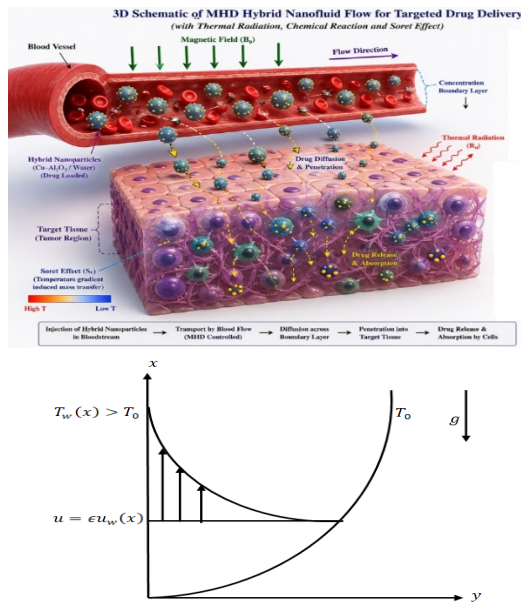 3D Schematic of MHD Hybrid Nanofluid Flow for Targeted Drug Delivery
(with Thermal Radiation, Chemical Reaction and Soret Effect)
Blood Vessel
Magnetic Field (B₀)
Flow Direction
Concentration
Boundary Layer
Hybrid Nanoparticles
(Cu–Al₂O₃ / Water)
(Drug Loaded)
Drug Diffusion
& Penetration
Thermal Radiation
(R_d)
Target Tissue
(Tumor Region)
Soret Effect (S_r)
(Temperature gradient
induced mass transfer)
Drug Release
& Absorption
High T
Low T
Injection of Hybrid Nanoparticles
in Bloodstream
Transport by Blood Flow
(MHD Controlled)
Diffusion across
Boundary Layer
Penetration into
Target Tissue
Drug Release &
Absorption by Cells
x
T_w(x) > T₀
T₀
g
u = ϵu_w(x)
y